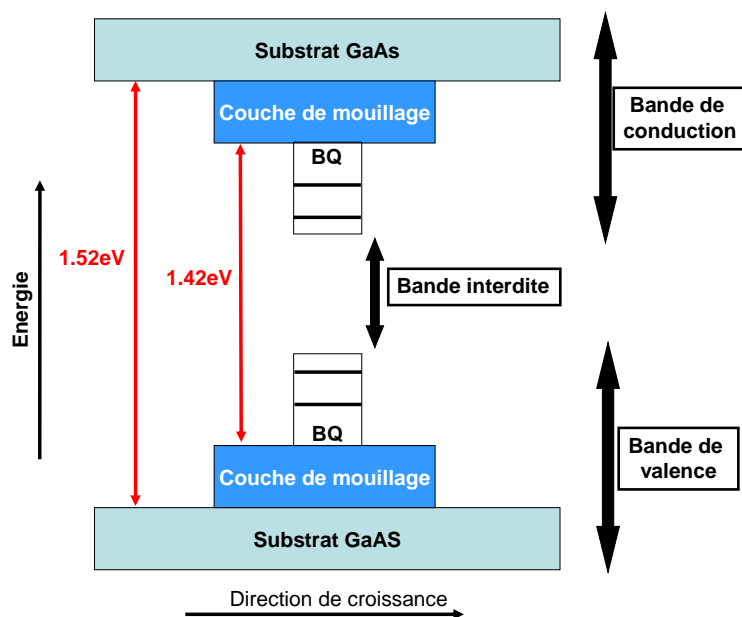 Substrat GaAs
Couche de mouillage
BQ
Bande de
conduction
Energie
1.52eV
1.42eV
Bande interdite
BQ
Couche de mouillage
Bande de
valence
Substrat GaAS
Direction de croissance